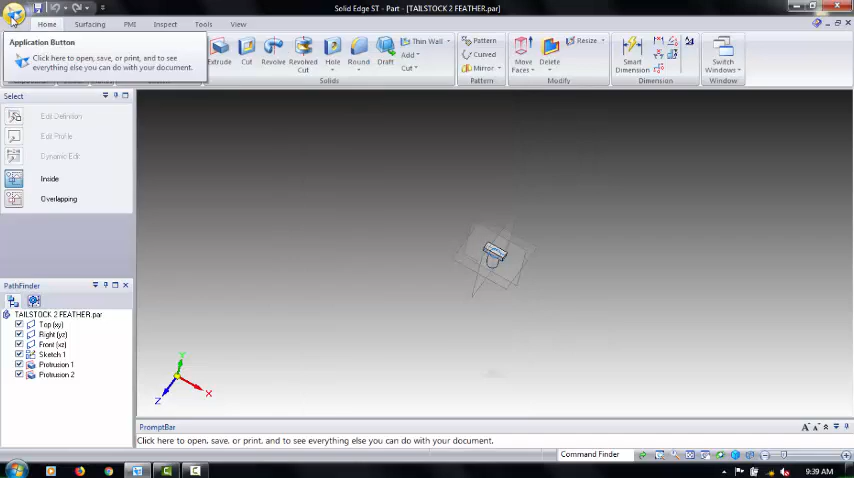 Solid Edge ST - Part - [TAILSTOCK 2 FEATHER.par]
Home Surfacing PMI Inspect Tools View
Application Button
Click here to open, save, or print, and to see
everything else you can do with your document.
Extrude Cut Revolve Revolved Cut Hole Round Draft Thin Wall Add Cut
Solids
Pattern Curved Mirror
Pattern
Move Faces Delete Resize
Modify
Smart Dimension
Dimension
Switch Windows
Window
Select
Edit Definition
Edit Profile
Dynamic Edit
Inside
Overlapping
PathFinder
TAILSTOCK 2 FEATHER.par
Top (xy)
Right (yz)
Front (xz)
Sketch 1
Protrusion 1
Protrusion 2
Y
X
Z
PromptBar
Click here to open, save, or print, and to see everything else you can do with your document.
Command Finder
9:39 AM